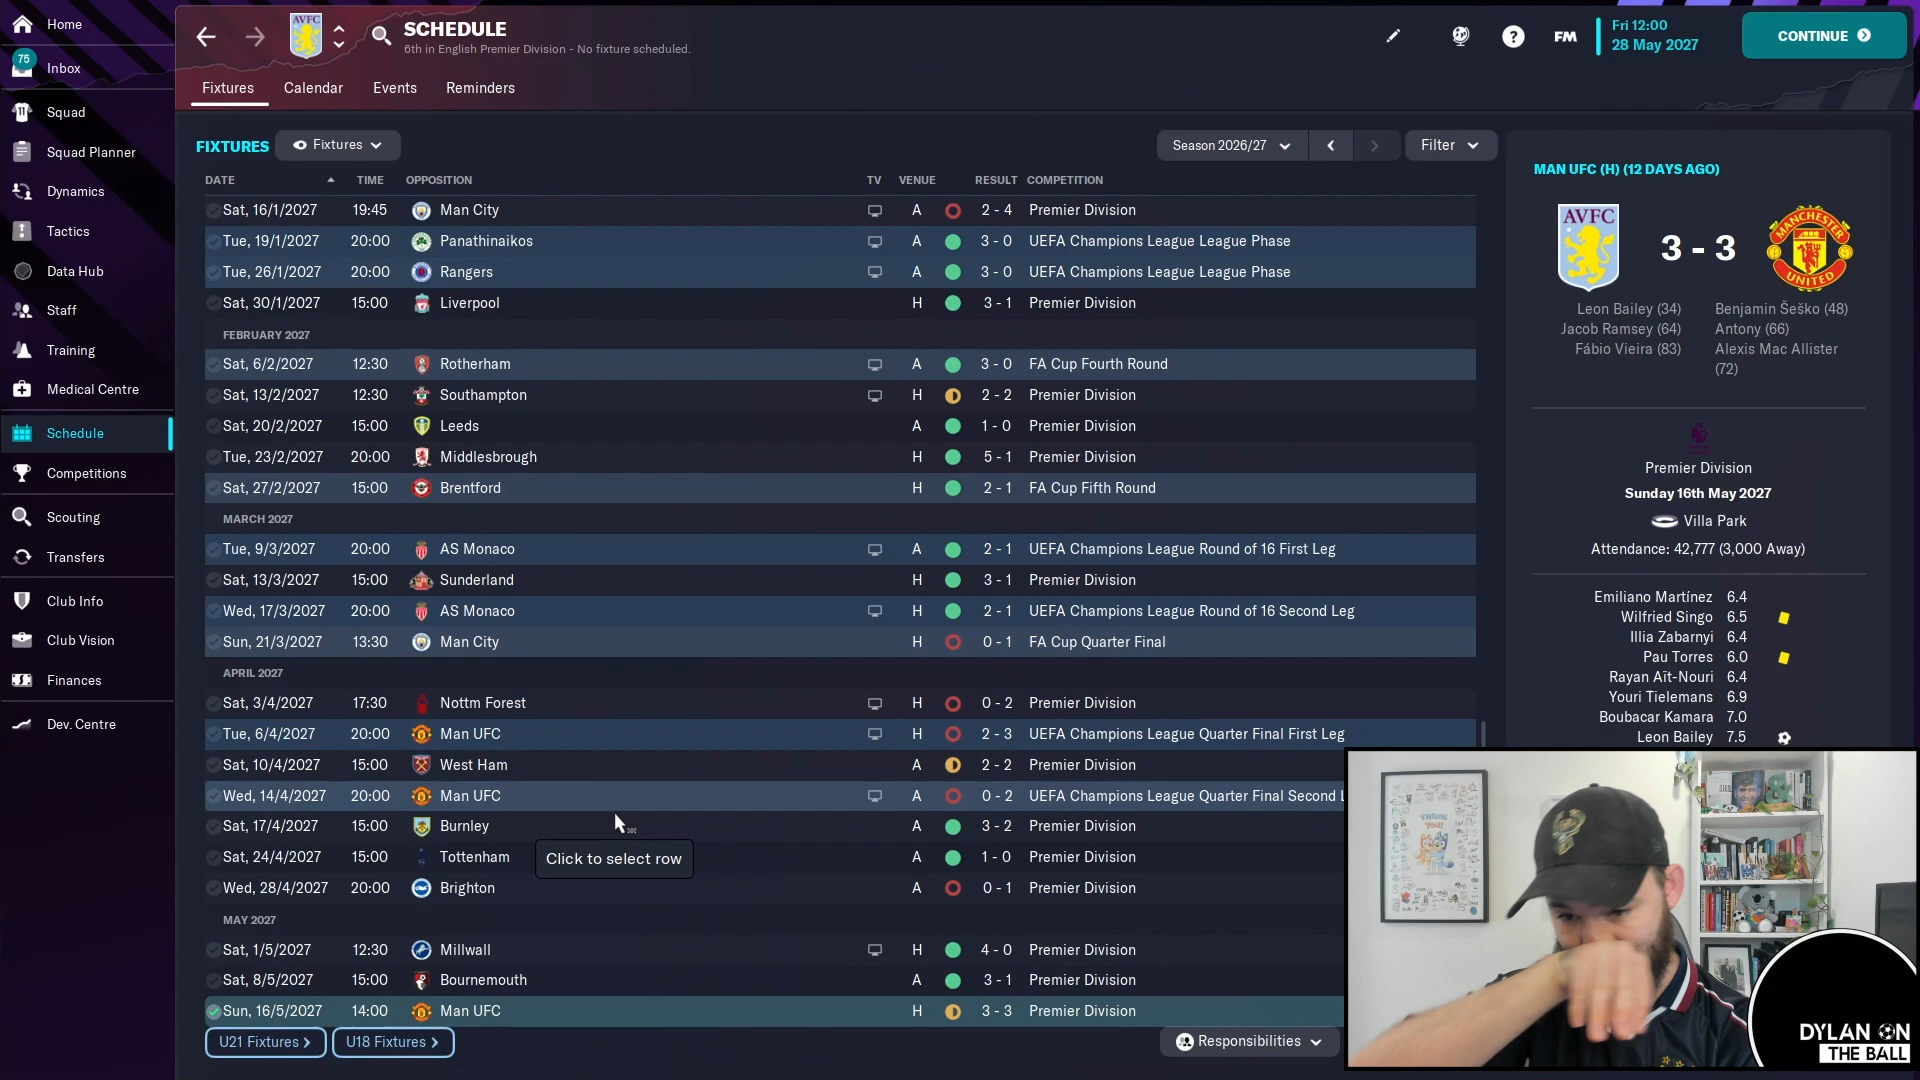 Home
75
Inbox
Squad
Squad Planner
Dynamics
Tactics
Data Hub
Staff
Training
Medical Centre
Schedule
Competitions
Scouting
Transfers
Club Info
Club Vision
Finances
Dev. Centre
AVFC
SCHEDULE
6th in English Premier Division - No fixture scheduled.
FM
Fri 12:00
28 May 2027
CONTINUE
Fixtures Calendar Events Reminders
FIXTURES Fixtures Season 2026/27 Filter
DATE TIME OPPOSITION TV VENUE RESULT COMPETITION
Sat, 16/1/2027 19:45 Man City A 2 - 4 Premier Division
Tue, 19/1/2027 20:00 Panathinaikos A 3 - 0 UEFA Champions League League Phase
Tue, 26/1/2027 20:00 Rangers A 3 - 0 UEFA Champions League League Phase
Sat, 30/1/2027 15:00 Liverpool H 3 - 1 Premier Division
FEBRUARY 2027
Sat, 6/2/2027 12:30 Rotherham A 3 - 0 FA Cup Fourth Round
Sat, 13/2/2027 12:30 Southampton H 2 - 2 Premier Division
Sat, 20/2/2027 15:00 Leeds A 1 - 0 Premier Division
Tue, 23/2/2027 20:00 Middlesbrough H 5 - 1 Premier Division
Sat, 27/2/2027 15:00 Brentford H 2 - 1 FA Cup Fifth Round
MARCH 2027
Tue, 9/3/2027 20:00 AS Monaco A 2 - 1 UEFA Champions League Round of 16 First Leg
Sat, 13/3/2027 15:00 Sunderland H 3 - 1 Premier Division
Wed, 17/3/2027 20:00 AS Monaco H 2 - 1 UEFA Champions League Round of 16 Second Leg
Sun, 21/3/2027 13:30 Man City H 0 - 1 FA Cup Quarter Final
APRIL 2027
Sat, 3/4/2027 17:30 Nottm Forest H 0 - 2 Premier Division
Tue, 6/4/2027 20:00 Man UFC H 2 - 3 UEFA Champions League Quarter Final First Leg
Sat, 10/4/2027 15:00 West Ham A 2 - 2 Premier Division
Wed, 14/4/2027 20:00 Man UFC A 0 - 2 UEFA Champions League Quarter Final Second L
Sat, 17/4/2027 15:00 Burnley A 3 - 2 Premier Division
Sat, 24/4/2027 15:00 Tottenham A 1 - 0 Premier Division
Click to select row
Wed, 28/4/2027 20:00 Brighton A 0 - 1 Premier Division
MAY 2027
Sat, 1/5/2027 12:30 Millwall H 4 - 0 Premier Division
Sat, 8/5/2027 15:00 Bournemouth A 3 - 1 Premier Division
Sun, 16/5/2027 14:00 Man UFC H 3 - 3 Premier Division
U21 Fixtures U18 Fixtures Responsibilities
MAN UFC (H) (12 DAYS AGO)
AVFC
3 - 3
MANCHESTER
UNITED
Leon Bailey (34)
Jacob Ramsey (64)
Fábio Vieira (83)
Benjamin Šeško (48)
Antony (66)
Alexis Mac Allister
(72)
Premier Division
Sunday 16th May 2027
Villa Park
Attendance: 42,777 (3,000 Away)
Emiliano Martínez 6.4
Wilfried Singo 6.5
Illia Zabarnyi 6.4
Pau Torres 6.0
Rayan Aït-Nouri 6.4
Youri Tielemans 6.9
Boubacar Kamara 7.0
Leon Bailey 7.5
THANK
YOU!
DYLAN ON
THE BALL